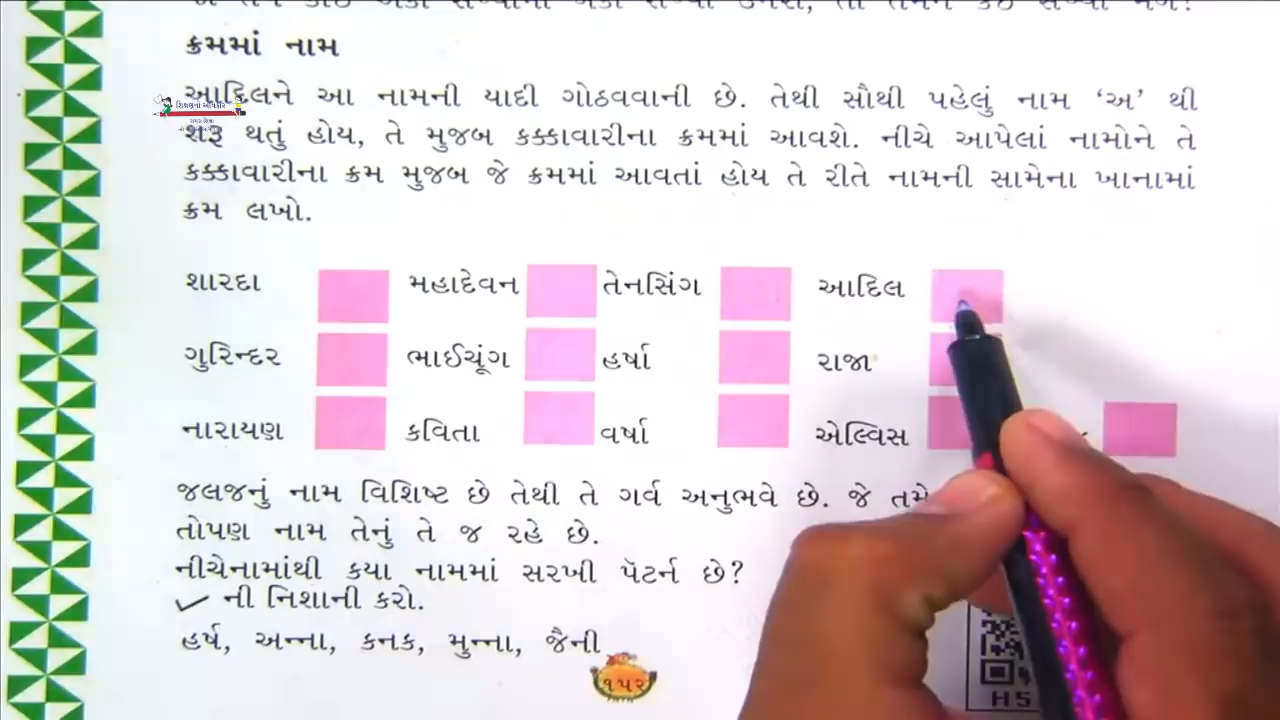 ક્રમમાં નામ
આદિલને આ નામની યાદી ગોઠવવાની છે. તેથી સૌથી પહેલું નામ ‘અ’ થી
શરૂ થતું હોય, તે મુજબ કક્કાવારીના ક્રમમાં આવશે. નીચે આપેલાં નામોને તે
કક્કાવારીના ક્રમ મુજબ જે ક્રમમાં આવતાં હોય તે રીતે નામની સામેના ખાનામાં
ક્રમ લખો.
શારદા મહાદેવન તેનસિંગ આદિલ
ગુરિન્દર ભાઈચૂંગ હર્ષા રાજા
નારાયણ કવિતા વર્ષા એલ્વિસ
જલજનું નામ વિશિષ્ટ છે તેથી તે ગર્વ અનુભવે છે. જે તમે
તોપણ નામ તેનું તે જ રહે છે.
નીચેનામાંથી કયા નામમાં સરખી પૅટર્ન છે?
✓ ની નિશાની કરો.
હર્ષ, અન્ના, કનક, મુન્ના, જૈની
૧૫૨
H5